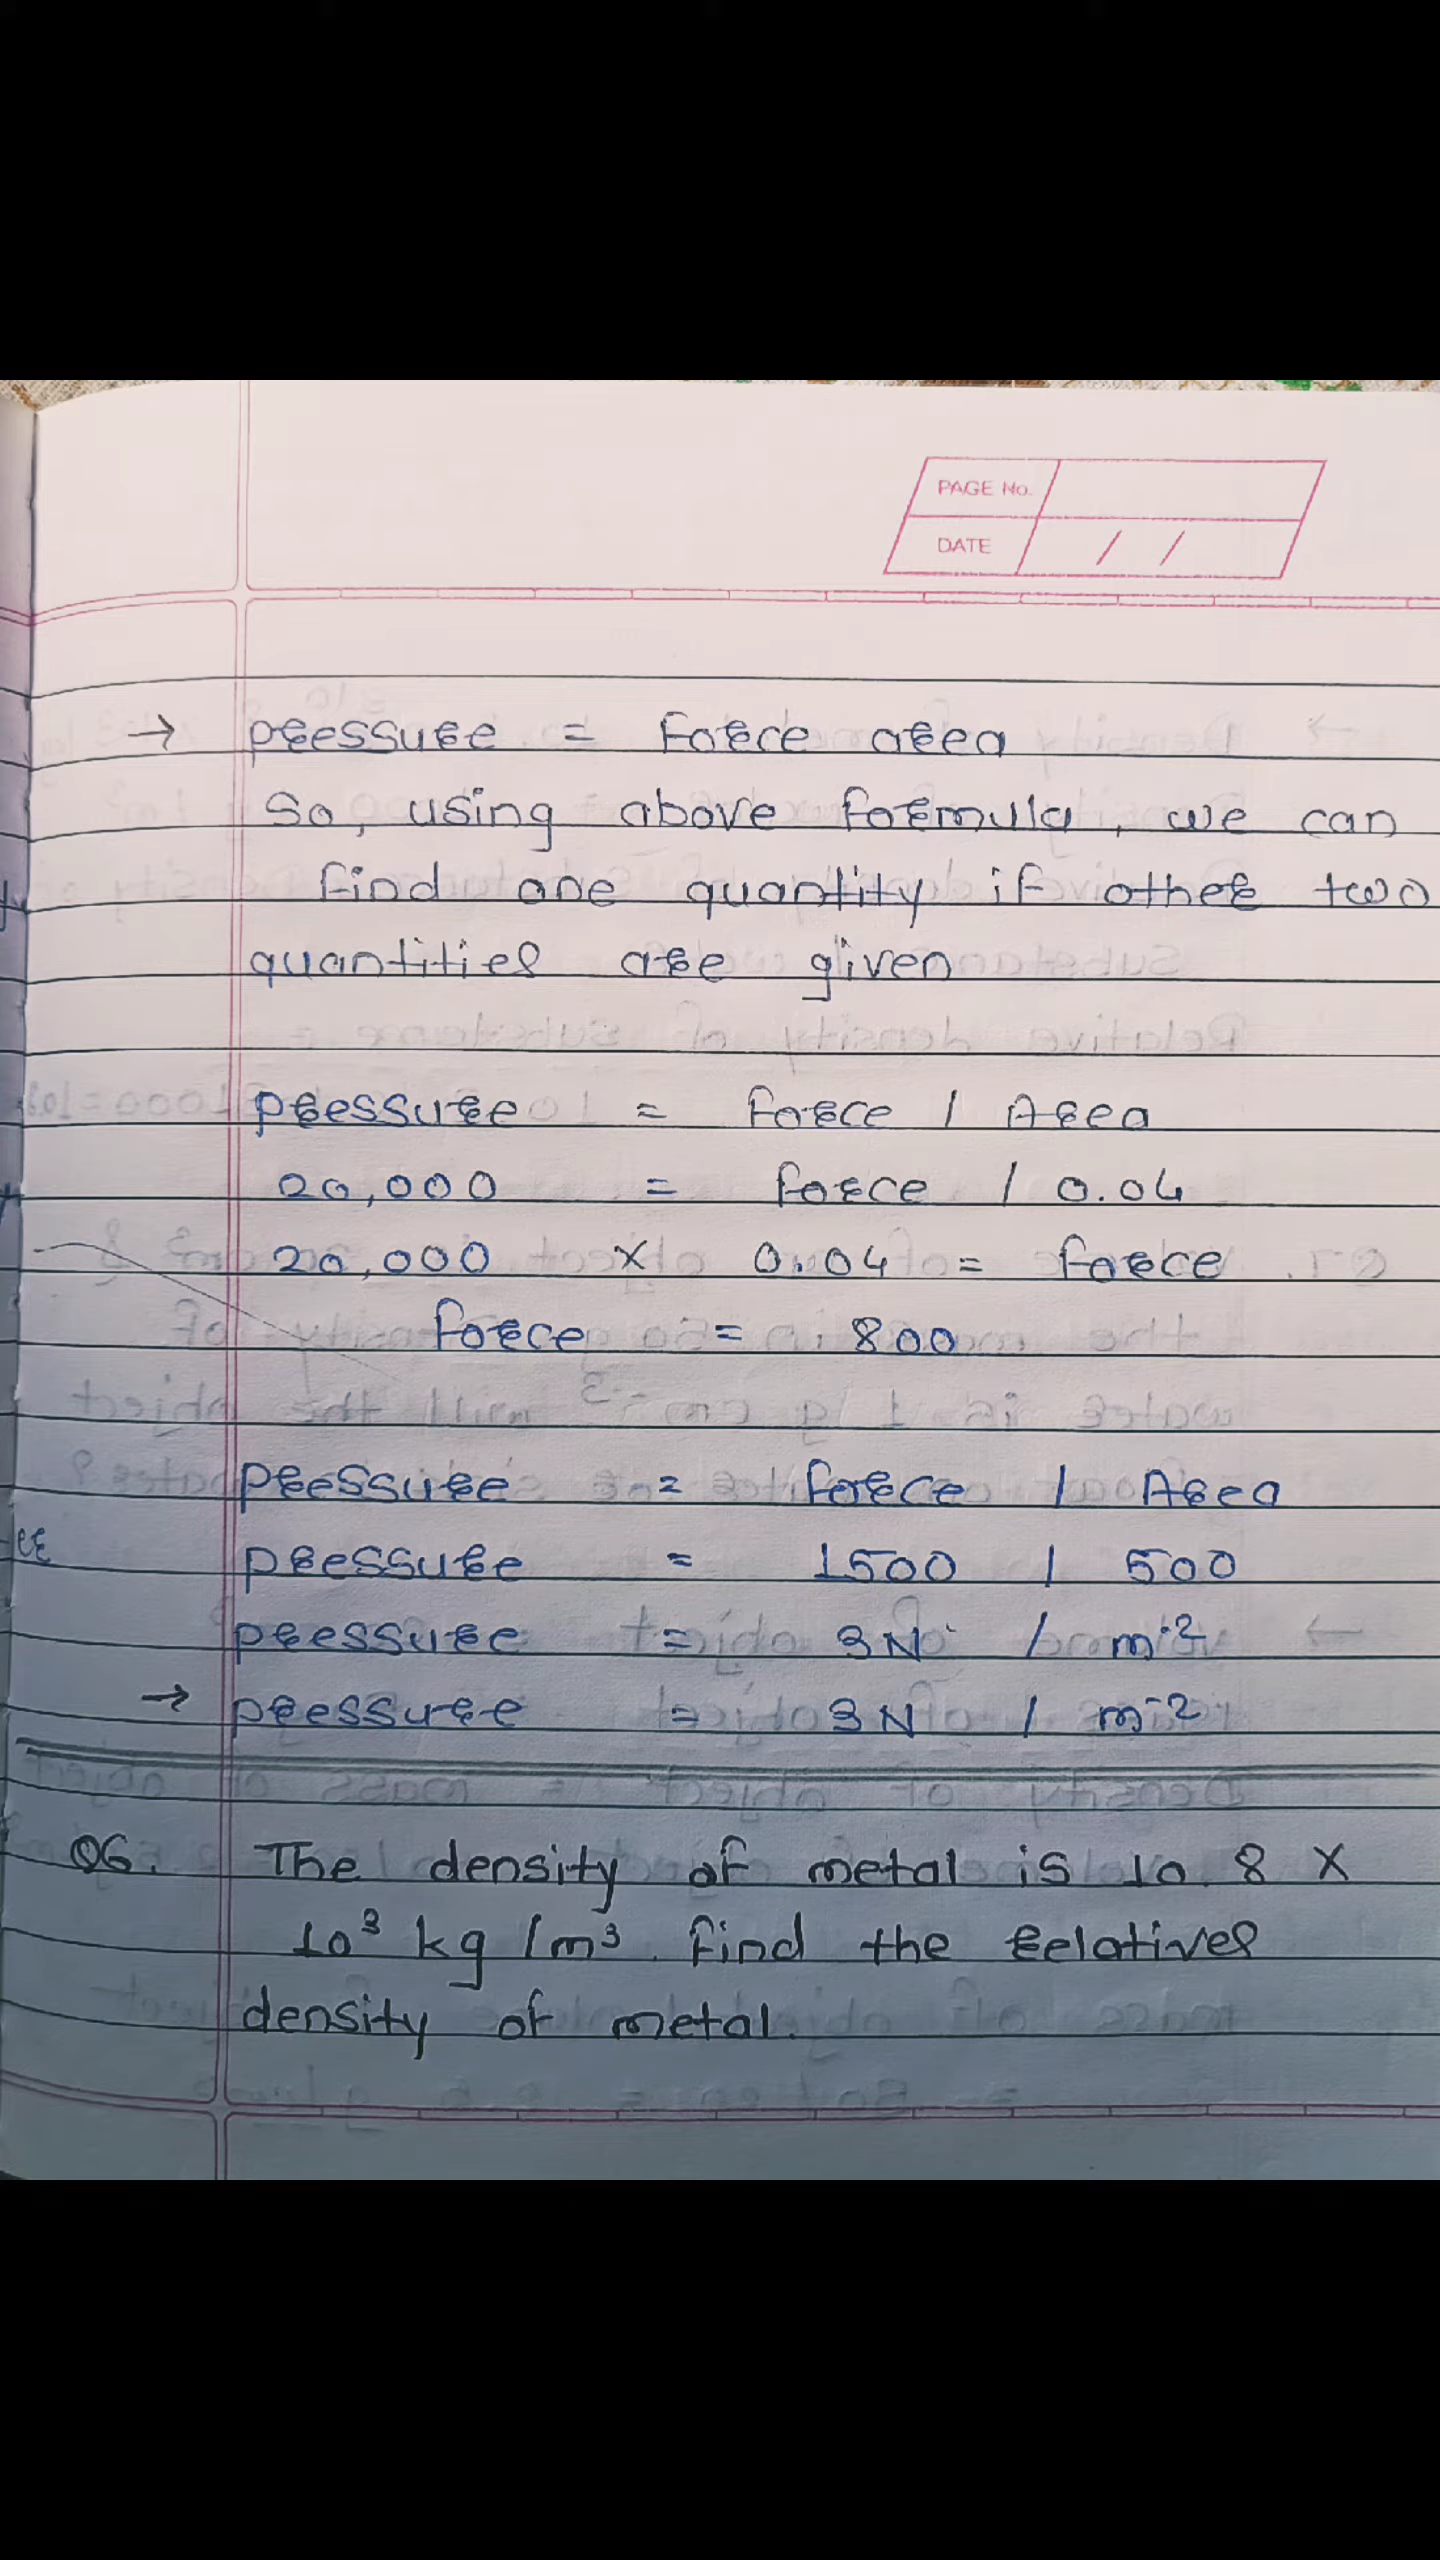 PAGE No.
DATE / /
→ pressure = Force area
So, using above formula, we can
find one quantity if other two
quantities are given
pressure = force / Area
20,000 = force / 0.04
20,000 x 0.04 = force
force = 800
pressure = force / Area
pressure = 1500 / 500
pressure = 3N / m-2
→ pressure = 3N / m-2
Q6. The density of metal is 10.8 X
10³ kg /m³. find the relatives
density of metal.